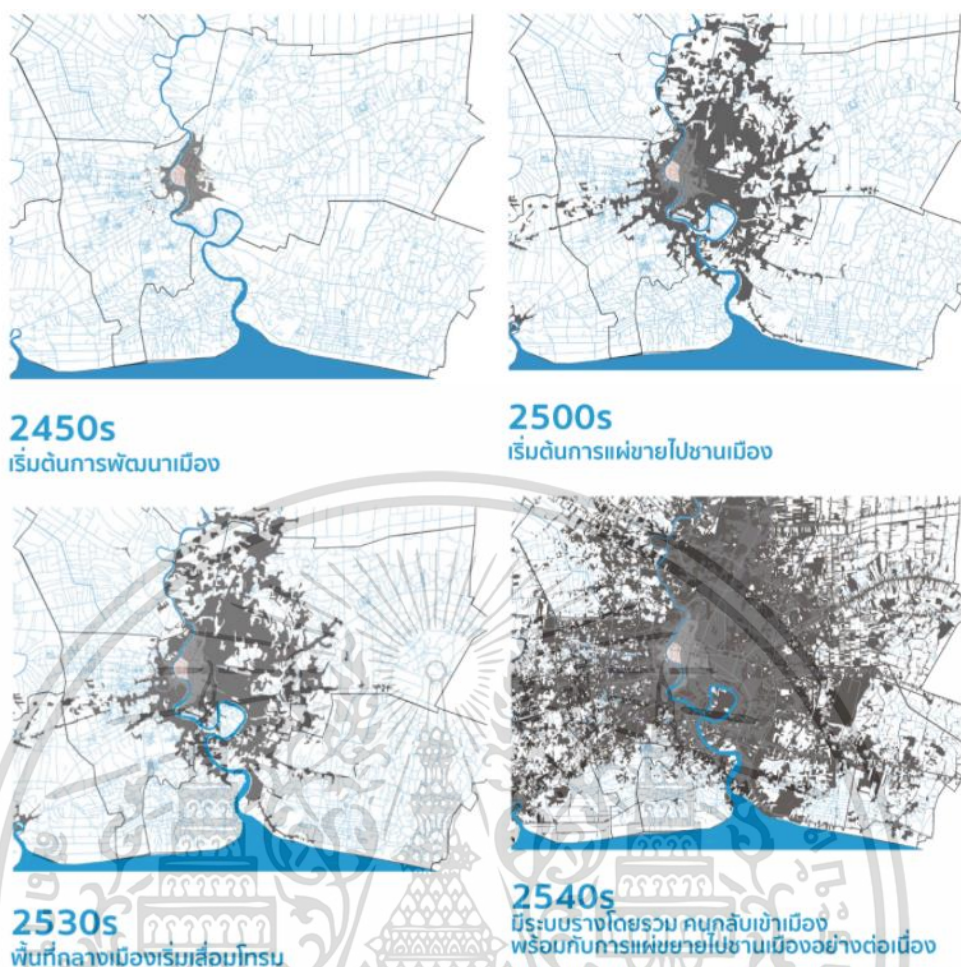 2450s
เริ่มต้นการพัฒนาเมือง
2500s
เริ่มต้นการแผ่ขายไปชานเมือง
2530s
พื้นที่กลางเมืองเริ่มเสื่อมโทรม
2540s
มีระบบรางโดยรวม คนกลับเข้าเมือง
พร้อมกับการแผ่ขยายไปชานเมืองอย่างต่อเนื่อง